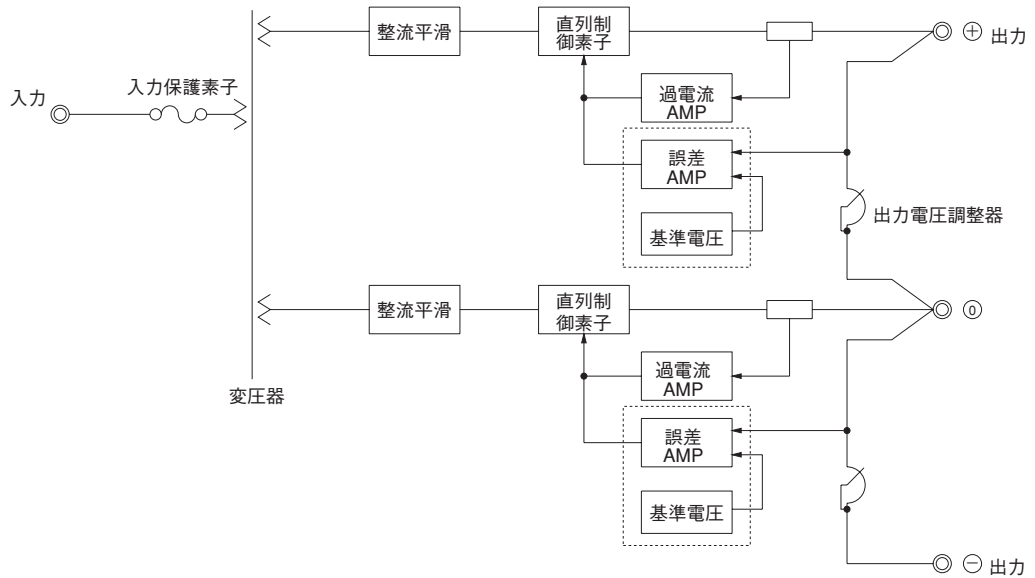 整流平滑
直列制
御素子
⊕ 出力
入力
入力保護素子
過電流
AMP
誤差
AMP
出力電圧調整器
基準電圧
整流平滑
直列制
御素子
⓪
変圧器
過電流
AMP
誤差
AMP
基準電圧
⊖ 出力